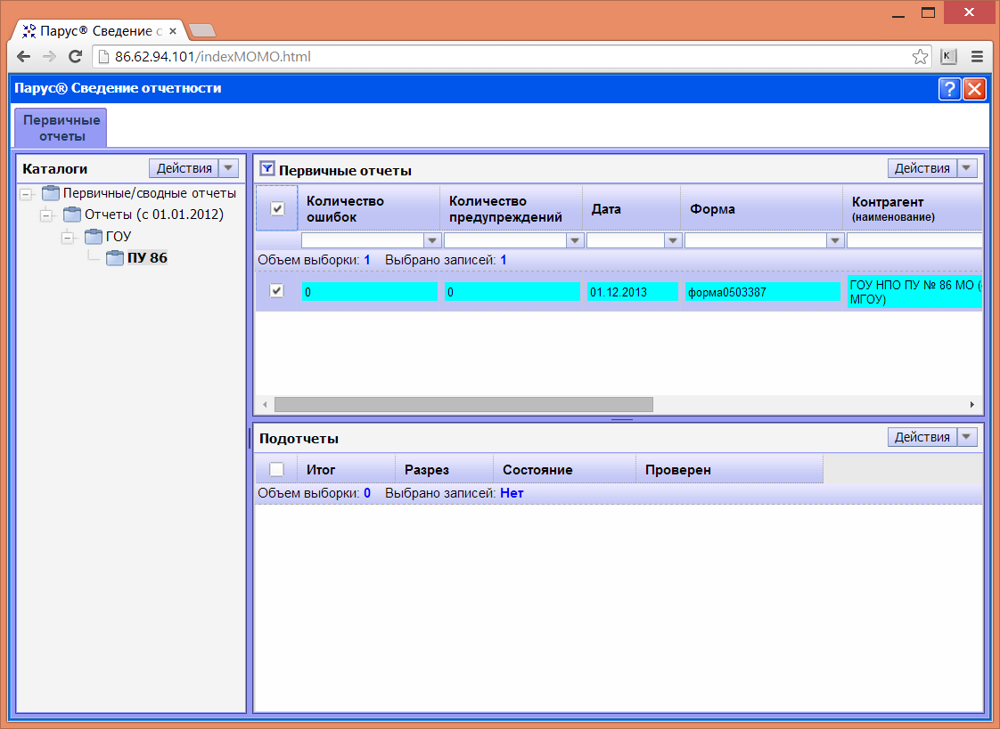 Парус® Сведение с
86.62.94.101/indexMOMO.html
K
Парус® Сведение отчетности
?
Первичные
отчеты
Каталоги
Действия
Первичные/сводные отчеты
Отчеты (с 01.01.2012)
ГОУ
ПУ 86
Первичные отчеты
Действия
Количество
ошибок
Количество
предупреждений
Дата
Форма
Контрагент
(наименование)
Объем выборки: 1 Выбрано записей: 1
0
0
01.12.2013
форма0503387
ГОУ НПО ПУ № 86 МО (
МГОУ)
Подотчеты
Действия
Итог
Разрез
Состояние
Проверен
Объем выборки: 0 Выбрано записей: Нет